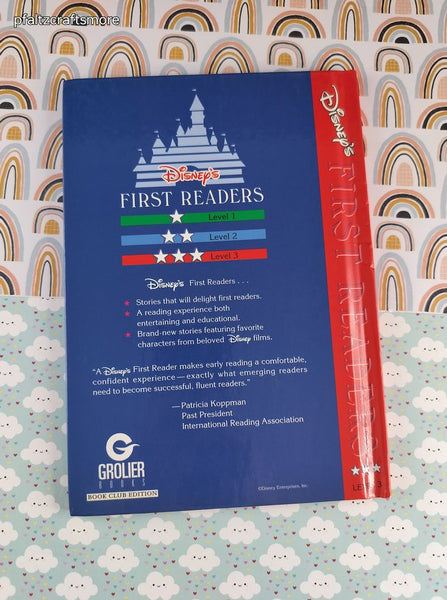 pfaltzcraftsmore
Disney's
FIRST READERS
Level 1
Level 2
Level 3
Disney's First Readers . . .
★ Stories that will delight first readers.
★ A reading experience both
entertaining and educational.
★ Brand-new stories featuring favorite
characters from beloved Disney films.
"A Disney's First Reader makes early reading a comfortable,
confident experience—exactly what emerging readers
need to become successful, fluent readers."
—Patricia Koppman
Past President
International Reading Association
G
GROLIER
BOOKS
BOOK CLUB EDITION
©Disney Enterprises, Inc.
Disney's FIRST READERS
LEVEL 3